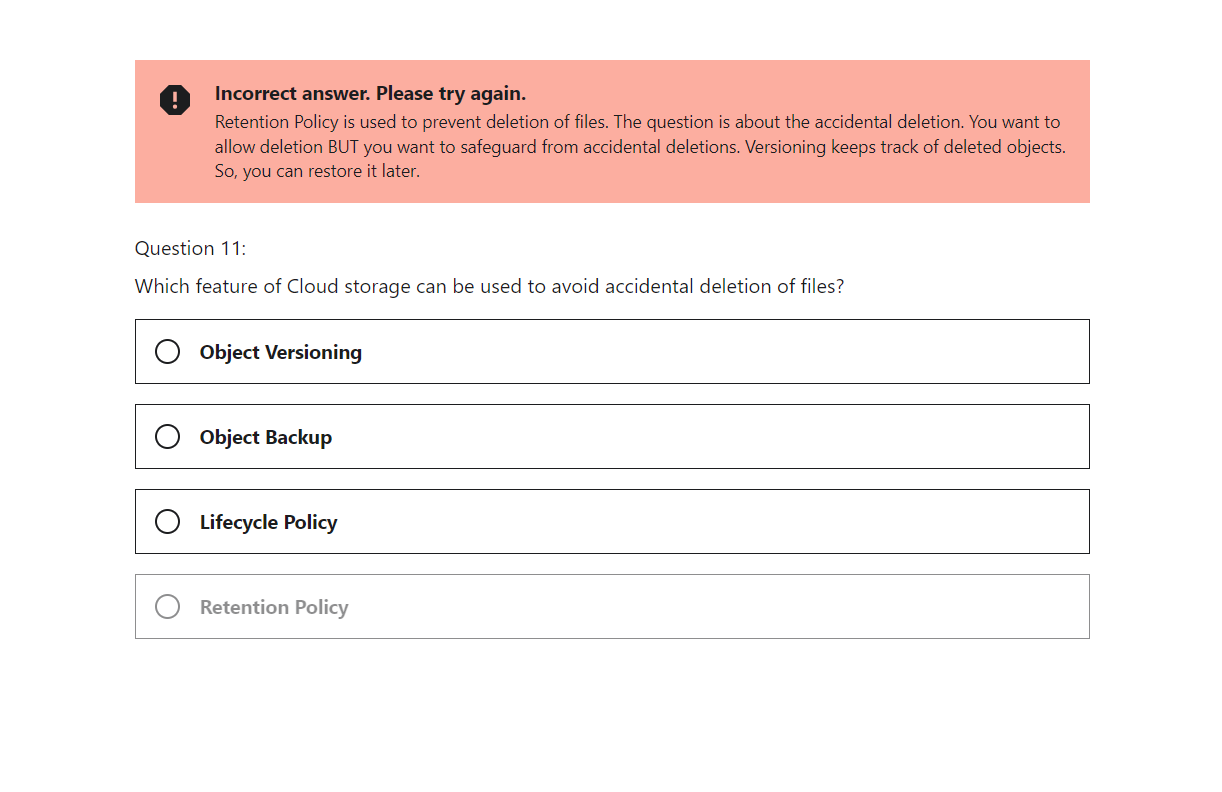 Incorrect answer. Please try again.
Retention Policy is used to prevent deletion of files. The question is about the accidental deletion. You want to
allow deletion BUT you want to safeguard from accidental deletions. Versioning keeps track of deleted objects.
So, you can restore it later.
Question 11:
Which feature of Cloud storage can be used to avoid accidental deletion of files?
Object Versioning
Object Backup
Lifecycle Policy
Retention Policy